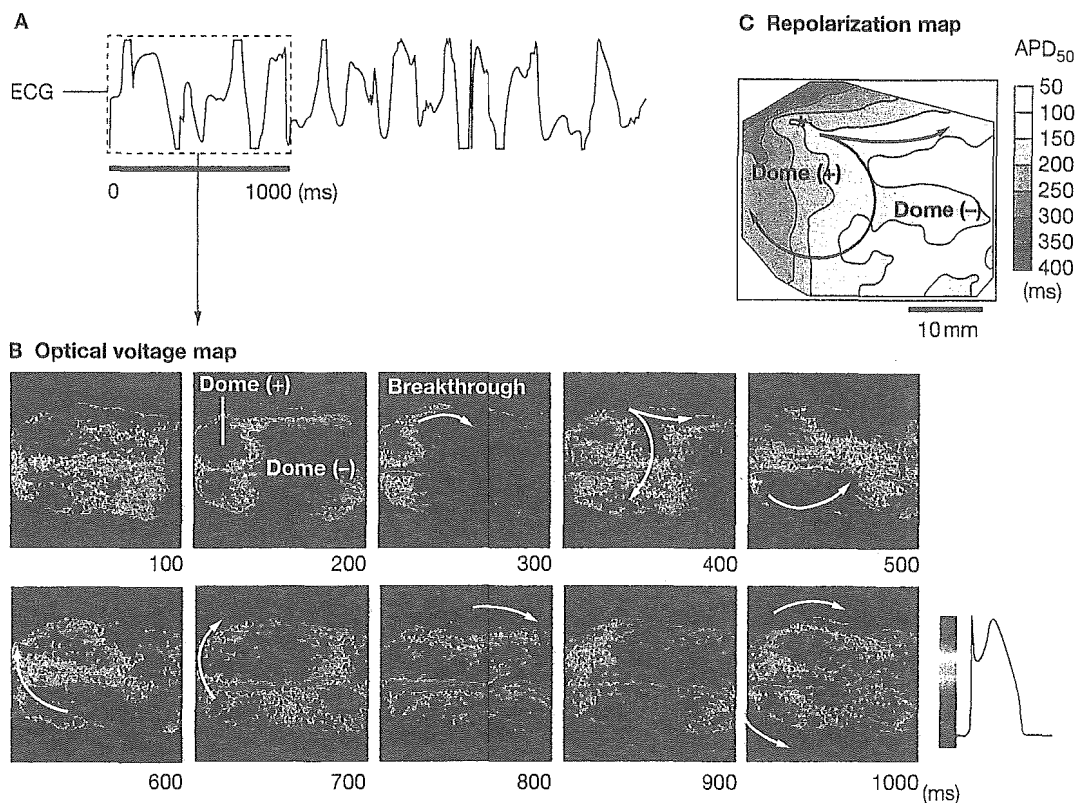 A
ECG
0 1000 (ms)
C Repolarization map
APD50
50
100
150
200
250
300
350
400
(ms)
Dome (+)
Dome (–)
10 mm
B Optical voltage map
Dome (+)
Dome (–)
Breakthrough
100 200 300 400 500
600 700 800 900 1000 (ms)